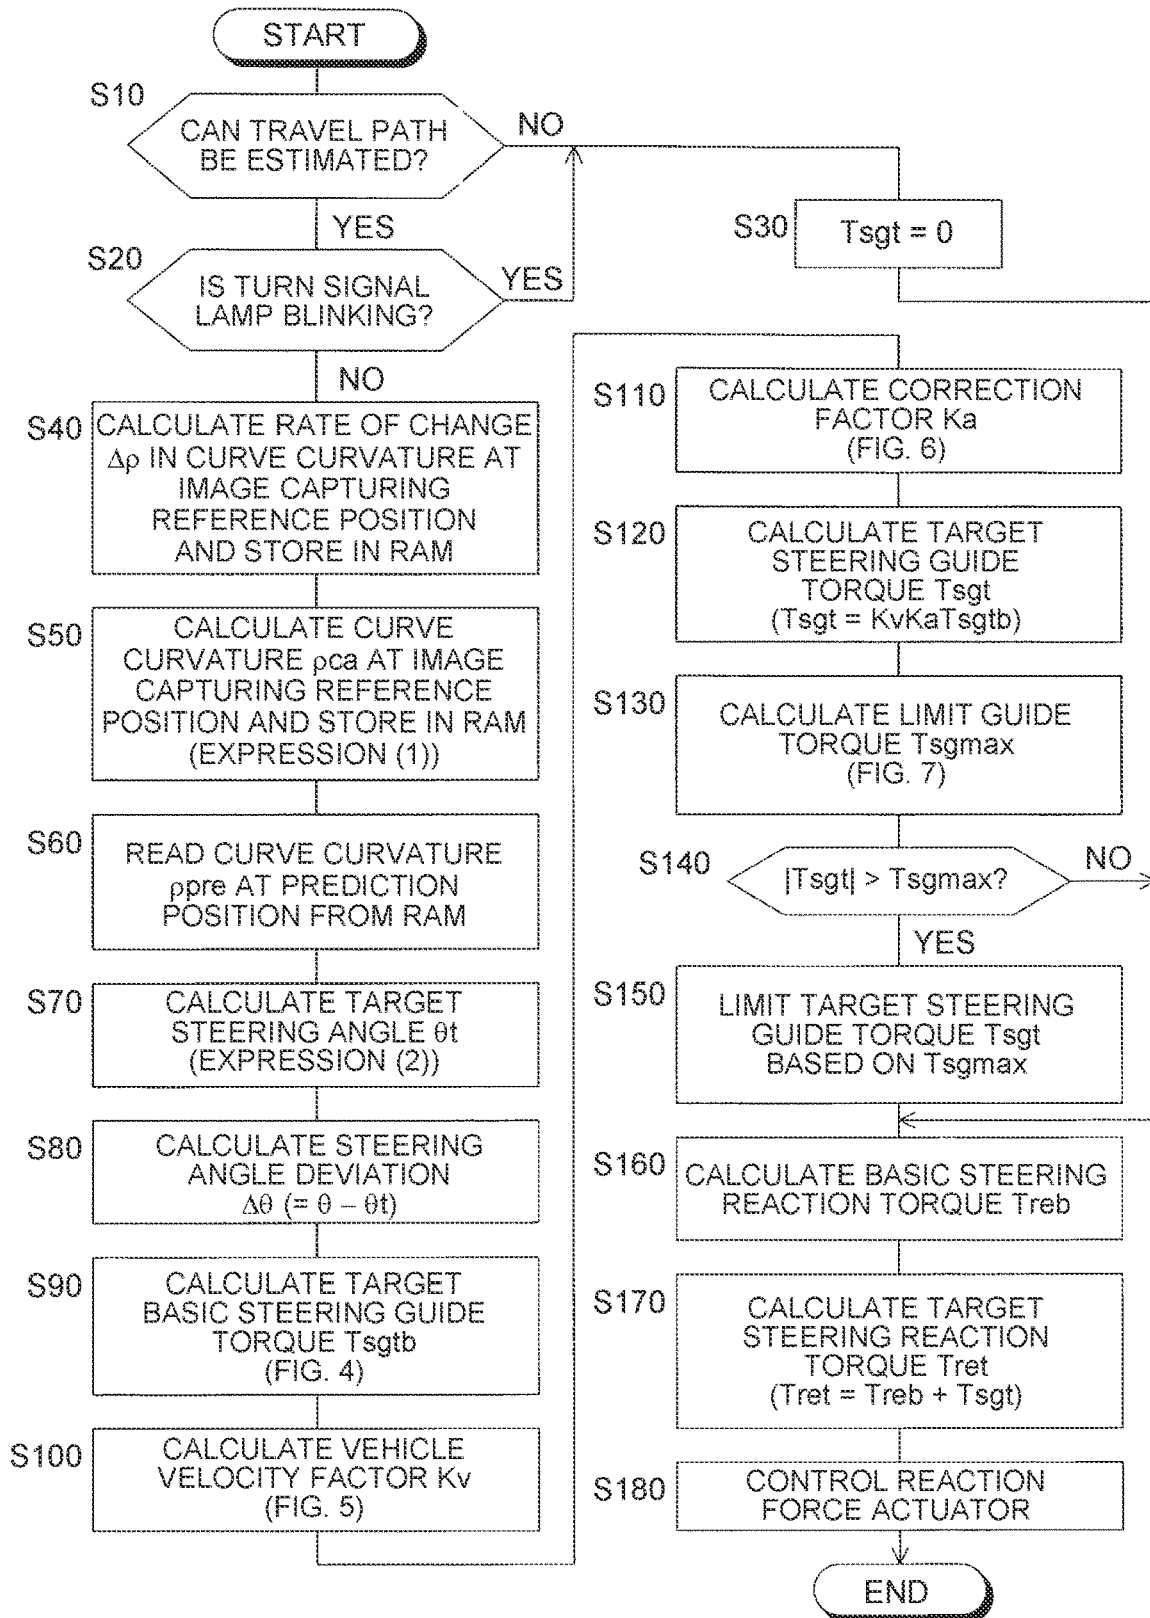 START
S10
CAN TRAVEL PATH
BE ESTIMATED?
NO
YES
S20
IS TURN SIGNAL
LAMP BLINKING?
YES
NO
S30
Tsgt = 0
S40
CALCULATE RATE OF CHANGE
Δρ IN CURVE CURVATURE AT
IMAGE CAPTURING
REFERENCE POSITION
AND STORE IN RAM
S50
CALCULATE CURVE
CURVATURE ρca AT IMAGE
CAPTURING REFERENCE
POSITION AND STORE IN RAM
(EXPRESSION (1))
S60
READ CURVE CURVATURE
ρpre AT PREDICTION
POSITION FROM RAM
S70
CALCULATE TARGET
STEERING ANGLE θt
(EXPRESSION (2))
S80
CALCULATE STEERING
ANGLE DEVIATION
Δθ (= θ – θt)
S90
CALCULATE TARGET
BASIC STEERING GUIDE
TORQUE Tsgtb
(FIG. 4)
S100
CALCULATE VEHICLE
VELOCITY FACTOR Kv
(FIG. 5)
S110
CALCULATE CORRECTION
FACTOR Ka
(FIG. 6)
S120
CALCULATE TARGET
STEERING GUIDE
TORQUE Tsgt
(Tsgt = KvKaTsgtb)
S130
CALCULATE LIMIT GUIDE
TORQUE Tsgmax
(FIG. 7)
S140
|Tsgt| > Tsgmax?
NO
YES
S150
LIMIT TARGET STEERING
GUIDE TORQUE Tsgt
BASED ON Tsgmax
S160
CALCULATE BASIC STEERING
REACTION TORQUE Treb
S170
CALCULATE TARGET
STEERING REACTION
TORQUE Tret
(Tret = Treb + Tsgt)
S180
CONTROL REACTION
FORCE ACTUATOR
END